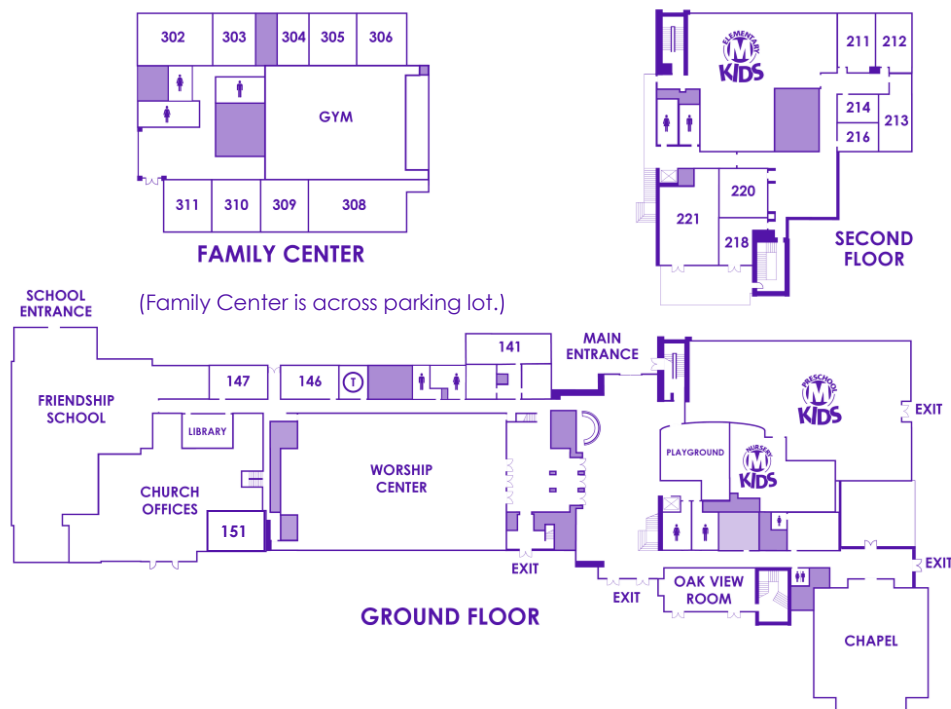 302
303
304
305
306
GYM
311
310
309
308
FAMILY CENTER
ELEMENTARY
M
KIDS
211
212
214
213
216
220
221
218
SECOND
FLOOR
(Family Center is across parking lot.)
SCHOOL
ENTRANCE
MAIN
ENTRANCE
141
147
146
T
FRIENDSHIP
SCHOOL
LIBRARY
CHURCH
OFFICES
151
WORSHIP
CENTER
PLAYGROUND
NURSERY
M
KIDS
PRESCHOOL
M
KIDS
EXIT
EXIT
EXIT
EXIT
OAK VIEW
ROOM
CHAPEL
GROUND FLOOR